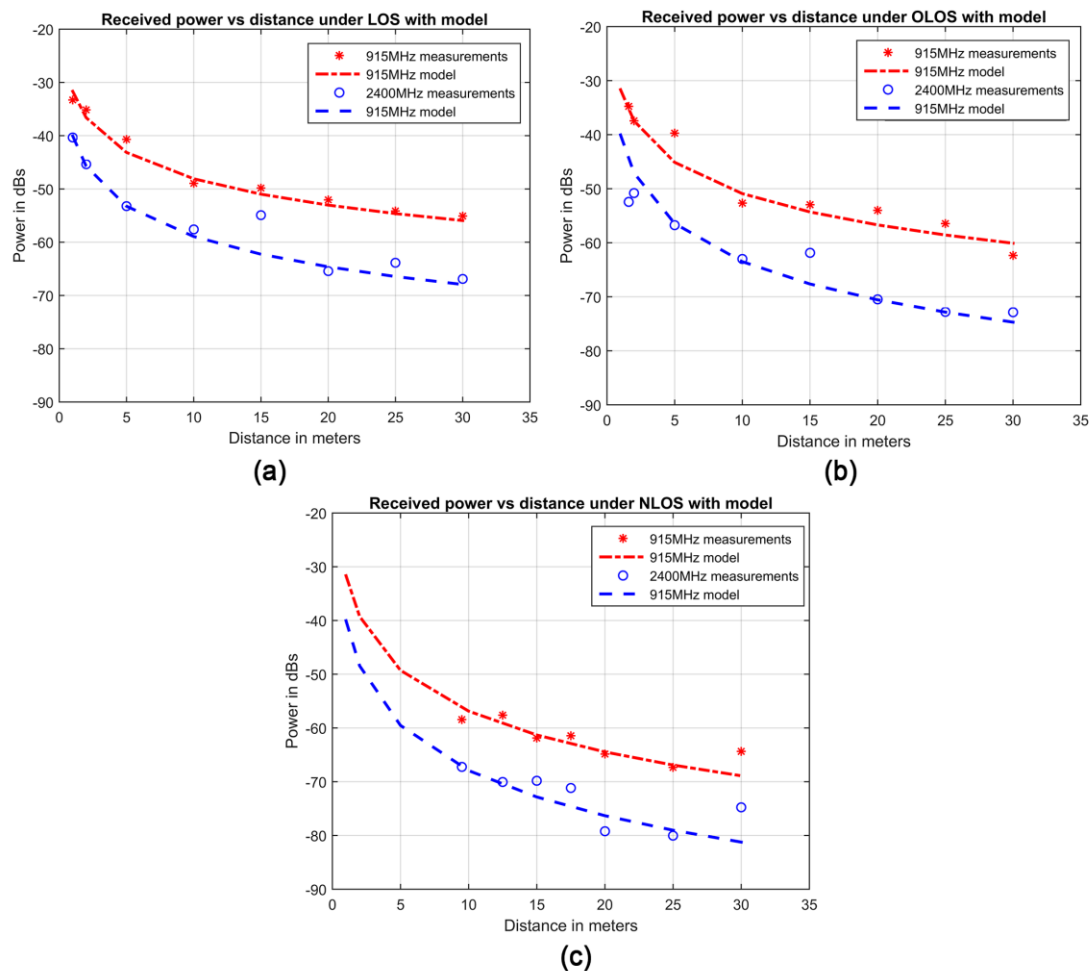 Received power vs distance under LOS with model
-20
-30
-40
-50
-60
-70
-80
-90
Power in dBs
915MHz measurements
915MHz model
2400MHz measurements
915MHz model
0 5 10 15 20 25 30 35
Distance in meters
(a)
Received power vs distance under OLOS with model
-20
-30
-40
-50
-60
-70
-80
-90
Power in dBs
915MHz measurements
915MHz model
2400MHz measurements
915MHz model
0 5 10 15 20 25 30 35
Distance in meters
(b)
Received power vs distance under NLOS with model
-20
-30
-40
-50
-60
-70
-80
-90
Power in dBs
915MHz measurements
915MHz model
2400MHz measurements
915MHz model
0 5 10 15 20 25 30 35
Distance in meters
(c)